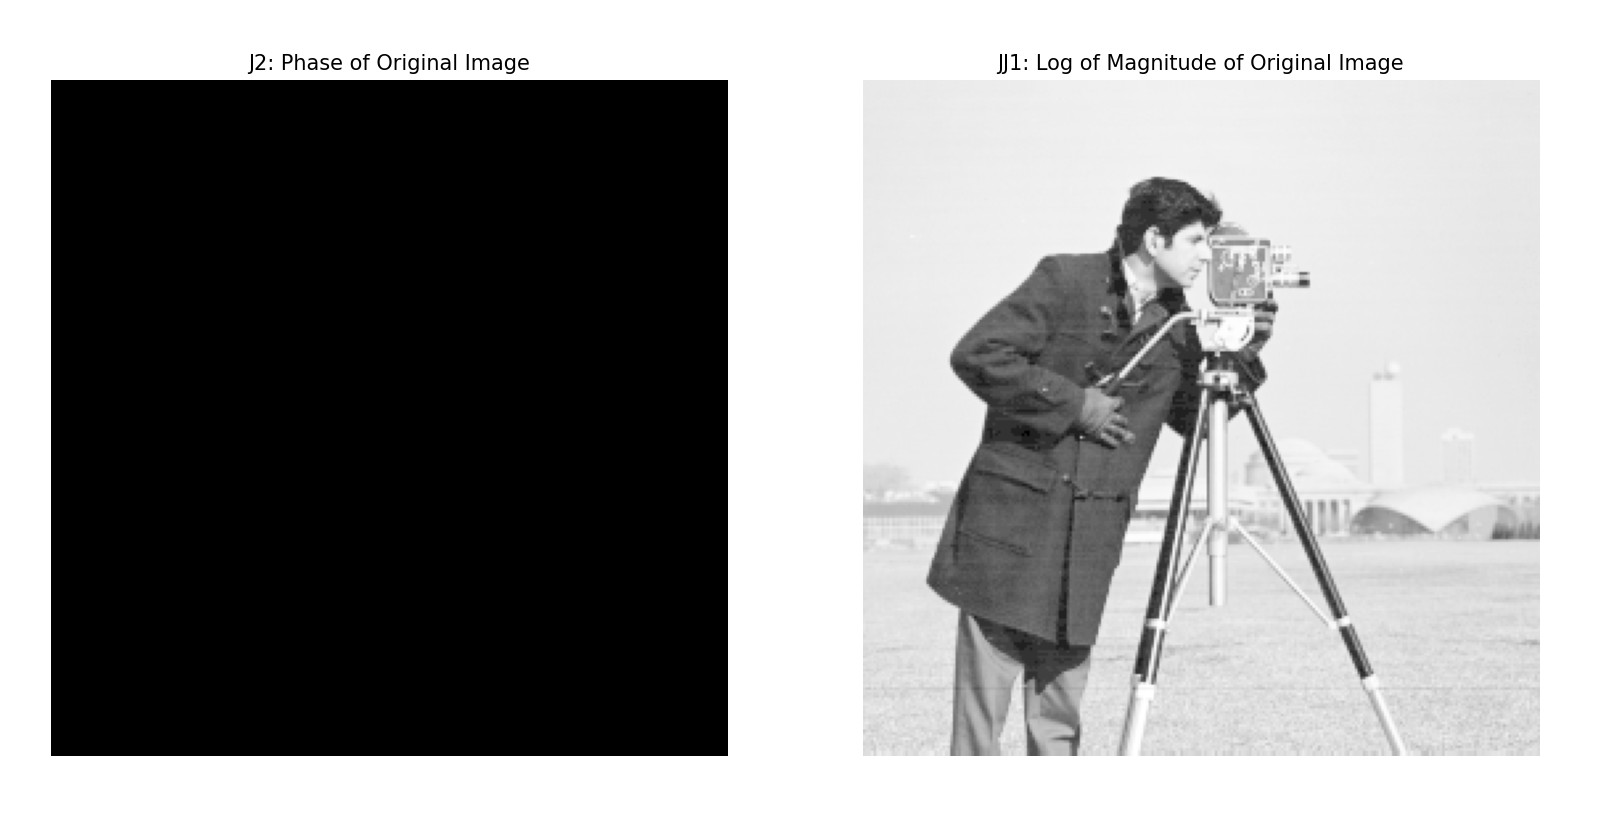 J2: Phase of Original Image
JJ1: Log of Magnitude of Original Image